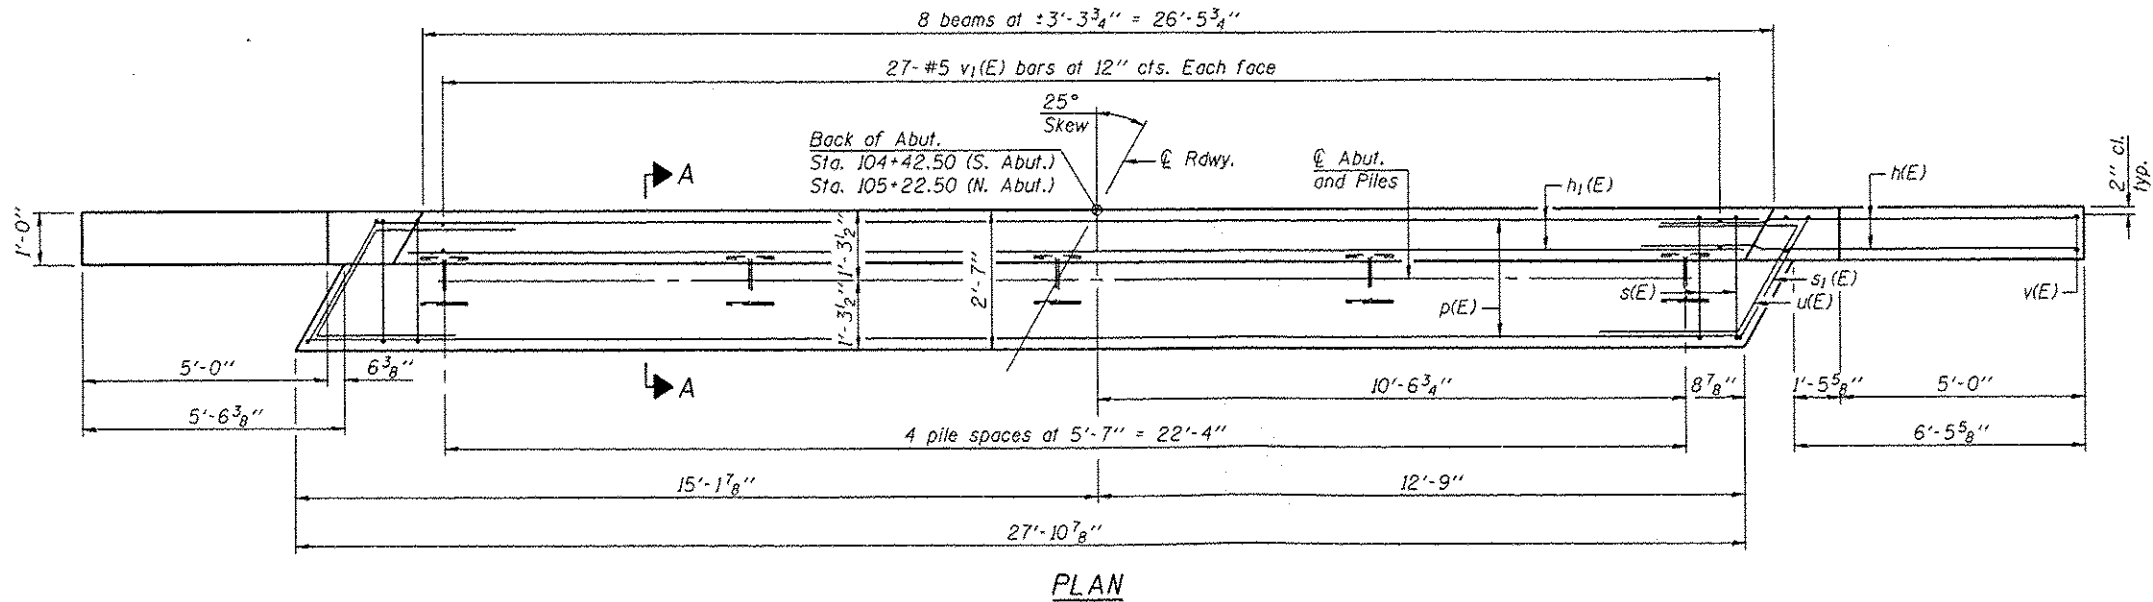 8 beams at ±3'-3¾" = 26'-5¾"
27-#5 v₁(E) bars at 12" cts. Each face
25°
Skew
Back of Abut.
Sta. 104+42.50 (S. Abut.)
Sta. 105+22.50 (N. Abut.)
℄ Rdwy.
℄ Abut.
and Piles
2" cl.
typ.
A
h₁(E)
h(E)
1'-0"
1'-3½"
1'-3½"
2'-7"
s(E)
p(E)
s₁(E)
u(E)
v(E)
A
5'-0"
6⅜"
10'-6¾"
8⅞"
1'-5⅝"
5'-0"
5'-6⅜"
4 pile spaces at 5'-7" = 22'-4"
6'-5⅝"
15'-1⅞"
12'-9"
27'-10⅞"
PLAN